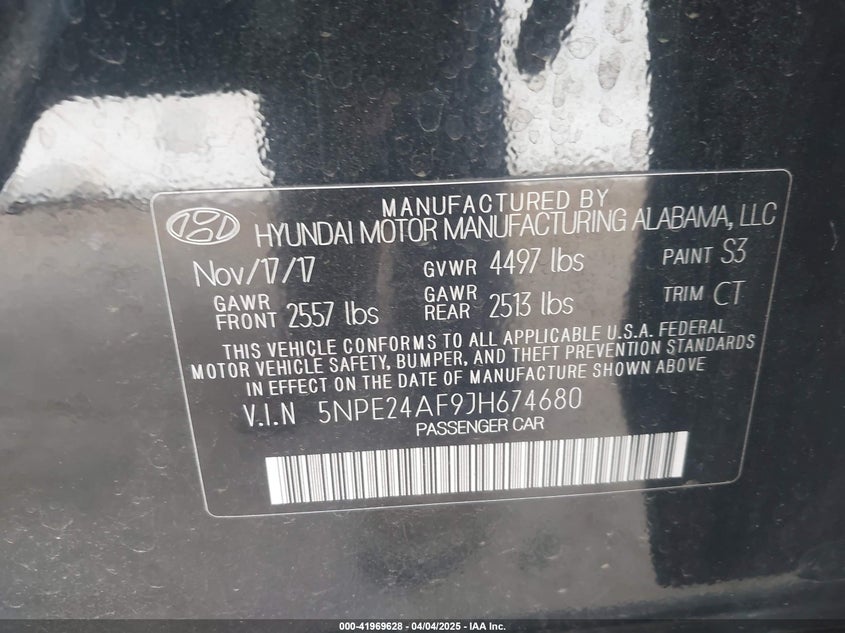 MANUFACTURED BY
HYUNDAI MOTOR MANUFACTURING ALABAMA, LLC
Nov/17/17 GVWR 4497 lbs PAINT S3
GAWR FRONT 2557 lbs GAWR REAR 2513 lbs TRIM CT
THIS VEHICLE CONFORMS TO ALL APPLICABLE U.S.A. FEDERAL
MOTOR VEHICLE SAFETY, BUMPER, AND THEFT PREVENTION STANDARDS
IN EFFECT ON THE DATE OF MANUFACTURE SHOWN ABOVE
V.I.N 5NPE24AF9JH674680
PASSENGER CAR
000-41969628 - 04/04/2025 - IAA Inc.